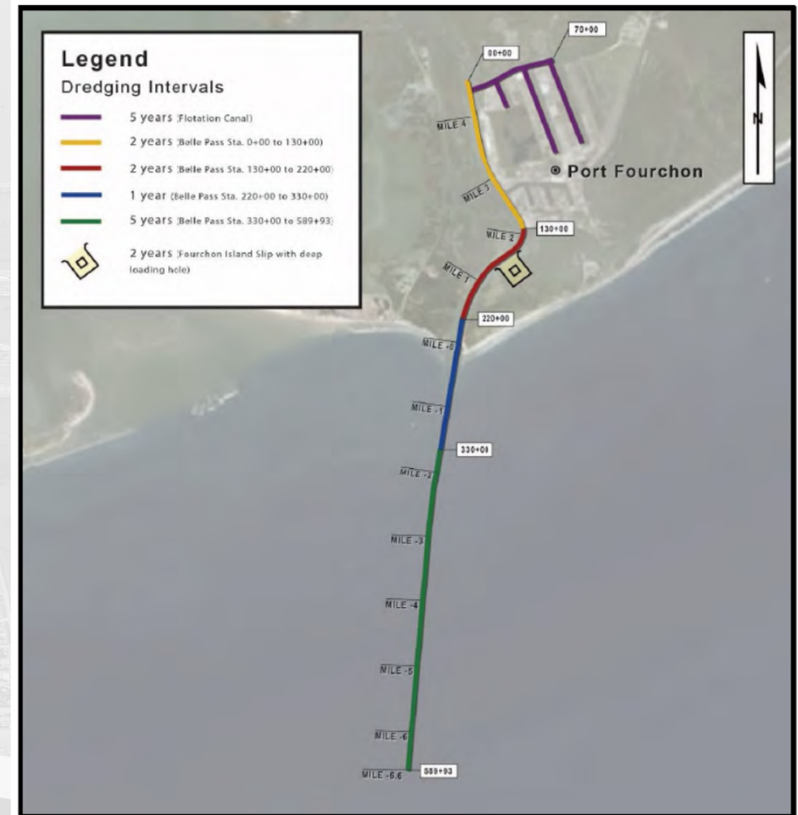 Legend
Dredging Intervals
5 years (Flotation Canal)
2 years (Belle Pass Sta. 0+00 to 130+00)
2 years (Belle Pass Sta. 130+00 to 220+00)
1 year (Belle Pass Sta. 220+00 to 330+00)
5 years (Belle Pass Sta. 330+00 to 589+93)
2 years (Fourchon Island Slip with deep
loading hole)
70+00
00+00
N
MILE 4
Port Fourchon
MILE 3
130+00
MILE 2
MILE 1
220+00
MILE -0
MILE -1
330+00
MILE -2
MILE -3
MILE -4
MILE -5
MILE -6
MILE -6.6
589+93